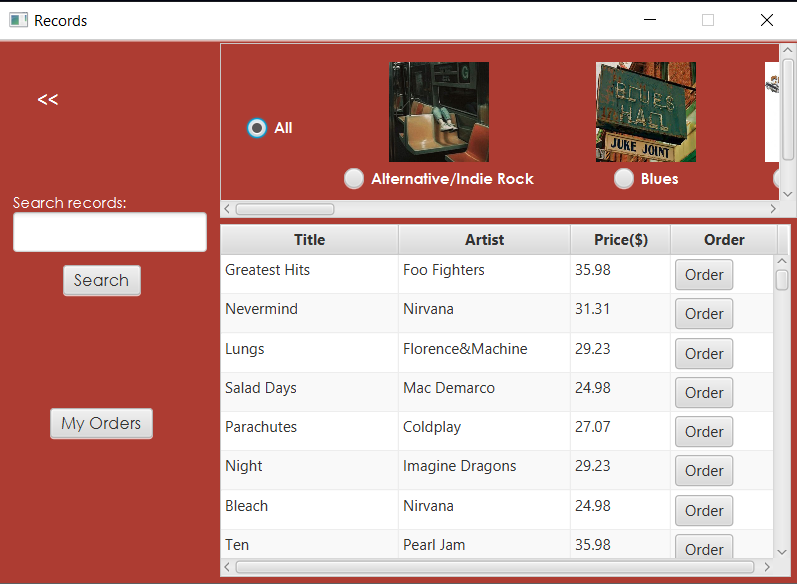 Records
<<
Search records:
Search
My Orders
All
G
BLUES
HALL
JUKE JOINT
Alternative/Indie Rock
Blues
Title Artist Price($) Order
Greatest Hits Foo Fighters 35.98 Order
Nevermind Nirvana 31.31 Order
Lungs Florence&Machine 29.23 Order
Salad Days Mac Demarco 24.98 Order
Parachutes Coldplay 27.07 Order
Night Imagine Dragons 29.23 Order
Bleach Nirvana 24.98 Order
Ten Pearl Jam 35.98 Order